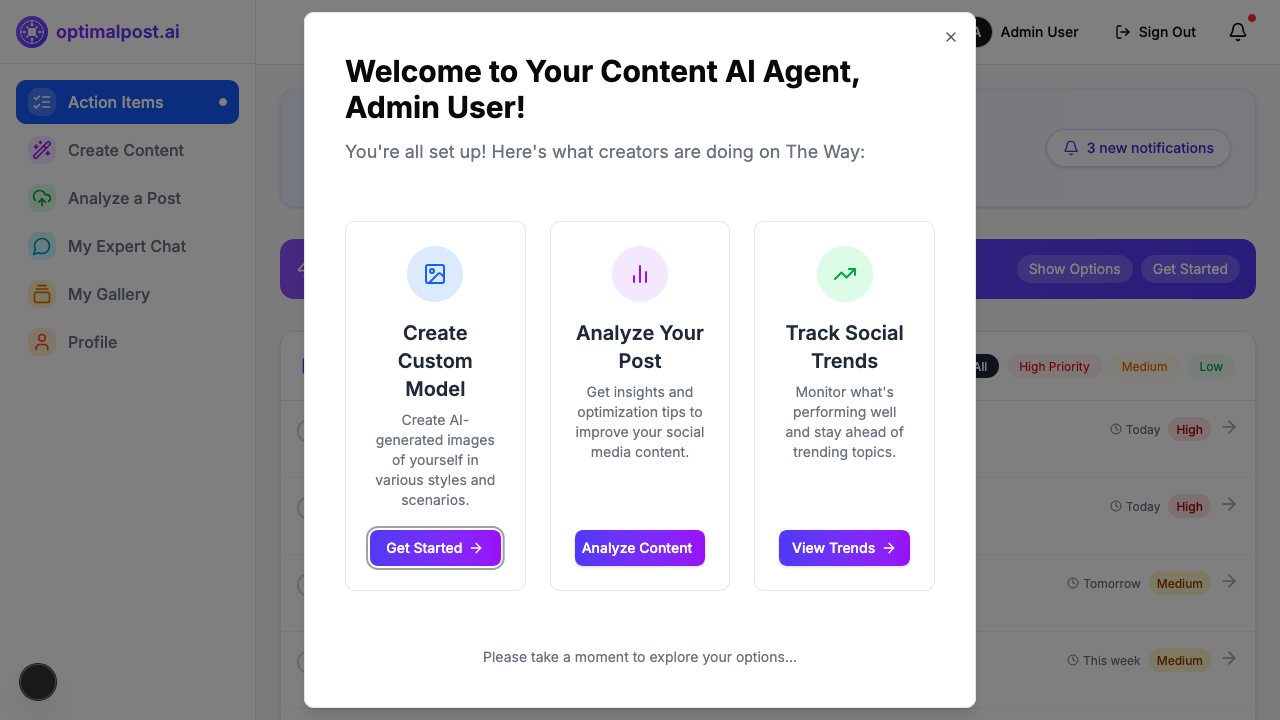 optimalpost.ai
Action Items
Create Content
Analyze a Post
My Expert Chat
My Gallery
Profile
Admin User
Sign Out
3 new notifications
Show Options
Get Started
All
High Priority
Medium
Low
Today
High
Today
High
Tomorrow
Medium
This week
Medium
Welcome to Your Content AI Agent,
Admin User!
You're all set up! Here's what creators are doing on The Way:
Create
Custom
Model
Create AI-
generated images
of yourself in
various styles and
scenarios.
Get Started
Analyze Your
Post
Get insights and
optimization tips to
improve your social
media content.
Analyze Content
Track Social
Trends
Monitor what's
performing well
and stay ahead of
trending topics.
View Trends
Please take a moment to explore your options...